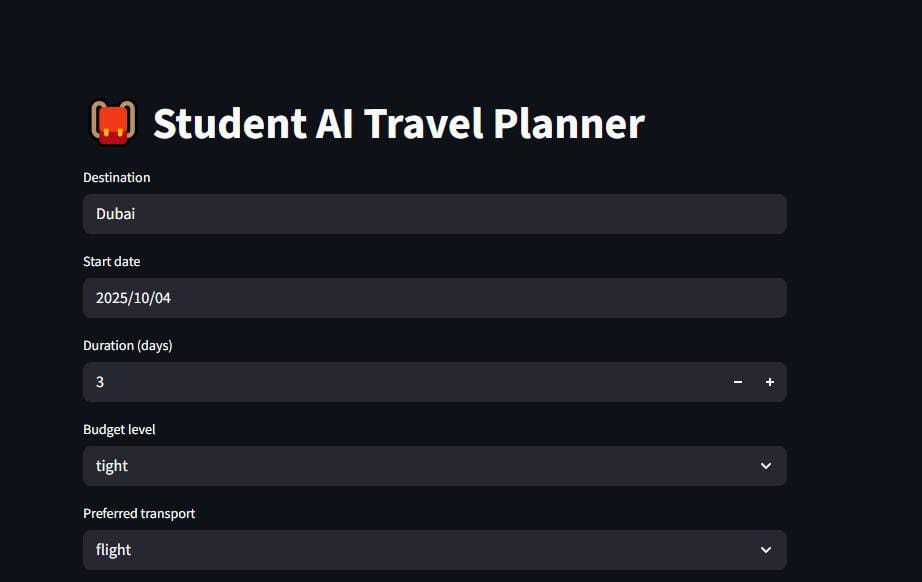 Student AI Travel Planner
Destination
Dubai
Start date
2025/10/04
Duration (days)
3
Budget level
tight
Preferred transport
flight